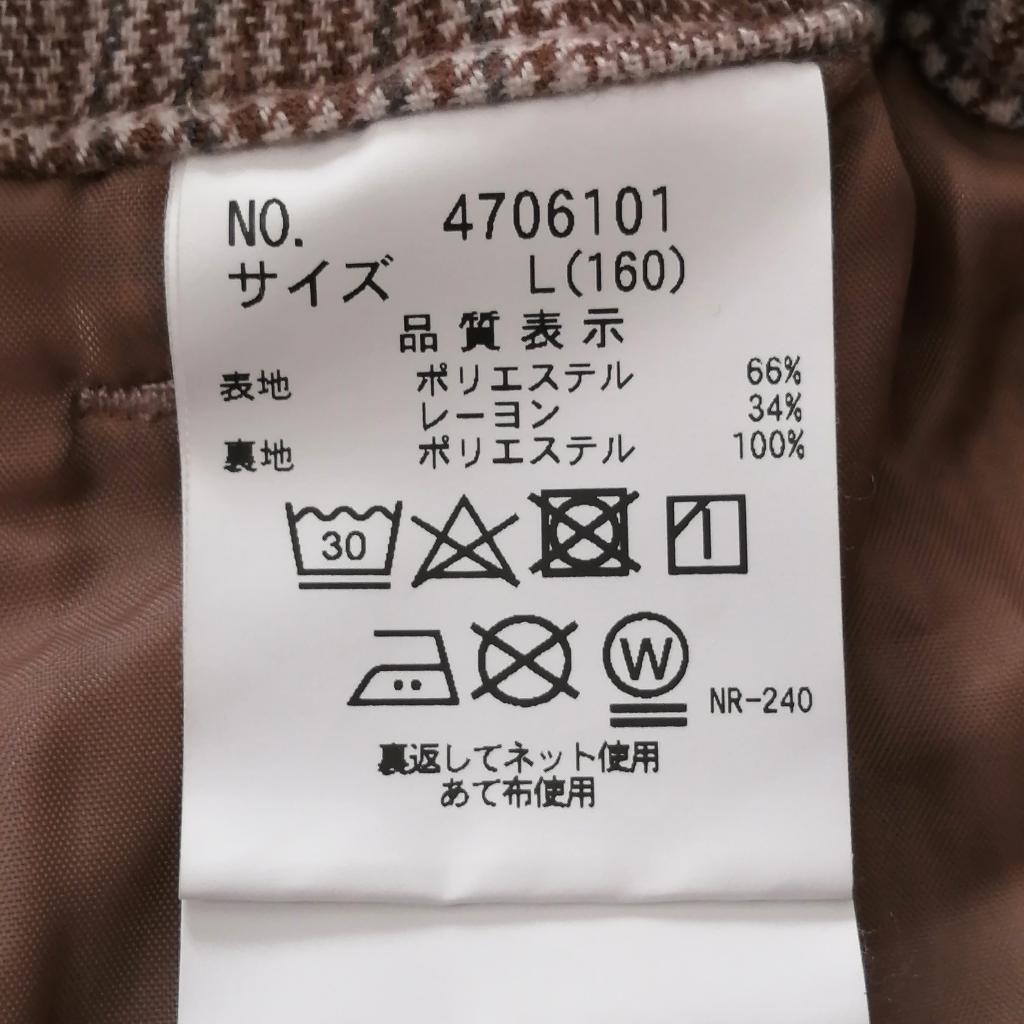 NO. 4706101
サイズ L(160)
品質表示
表地 ポリエステル 66%
レーヨン 34%
裏地 ポリエステル 100%
30
W
NR-240
裏返してネット使用
あて布使用